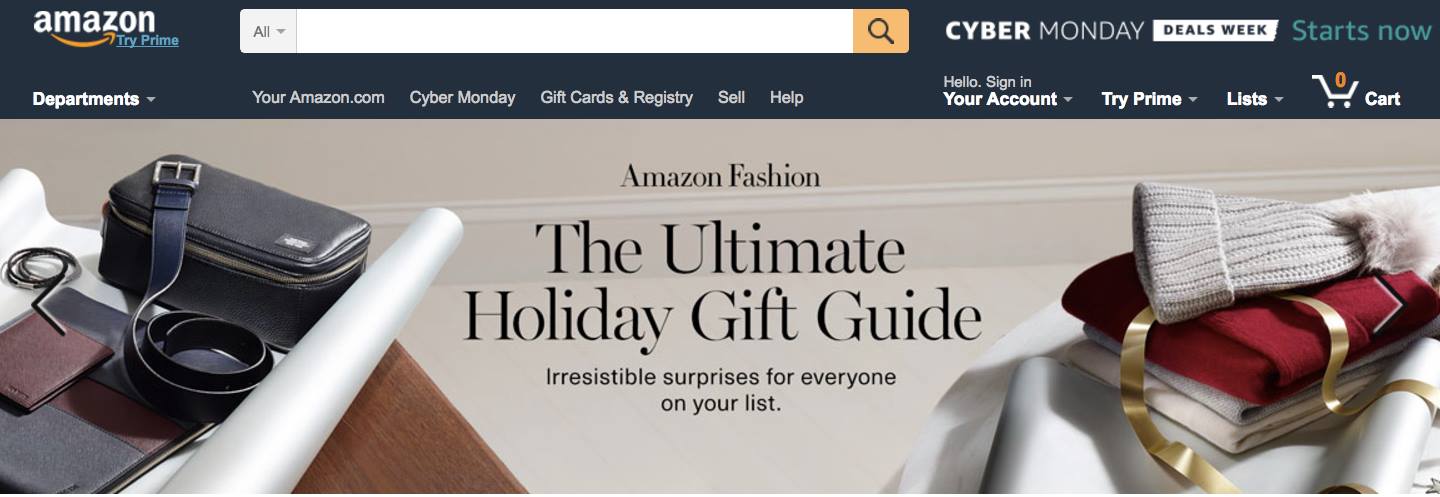 amazon
Try Prime
All
CYBER MONDAY DEALS WEEK Starts now
Departments
Your Amazon.com Cyber Monday Gift Cards & Registry Sell Help
Hello. Sign in
Your Account
Try Prime
Lists
0
Cart
Amazon Fashion
The Ultimate
Holiday Gift Guide
Irresistible surprises for everyone
on your list.